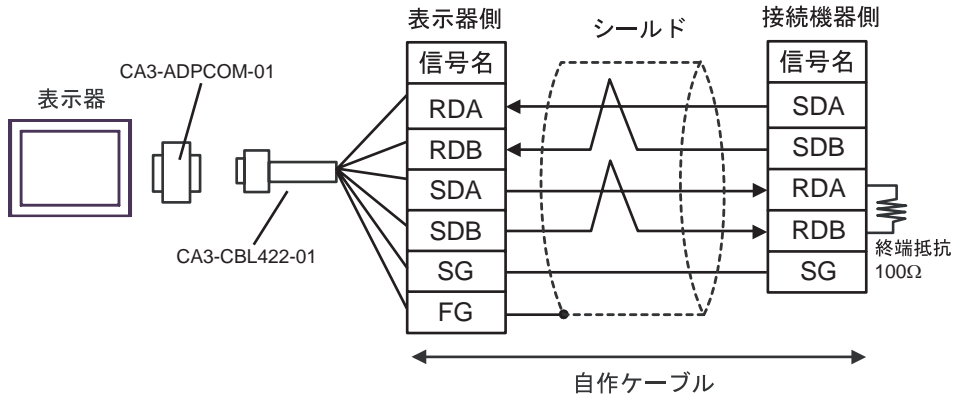 表示器側
シールド
接続機器側
CA3-ADPCOM-01
表示器
CA3-CBL422-01
信号名
RDA
RDB
SDA
SDB
SG
FG
信号名
SDA
SDB
RDA
RDB
SG
終端抵抗
100Ω
自作ケーブル